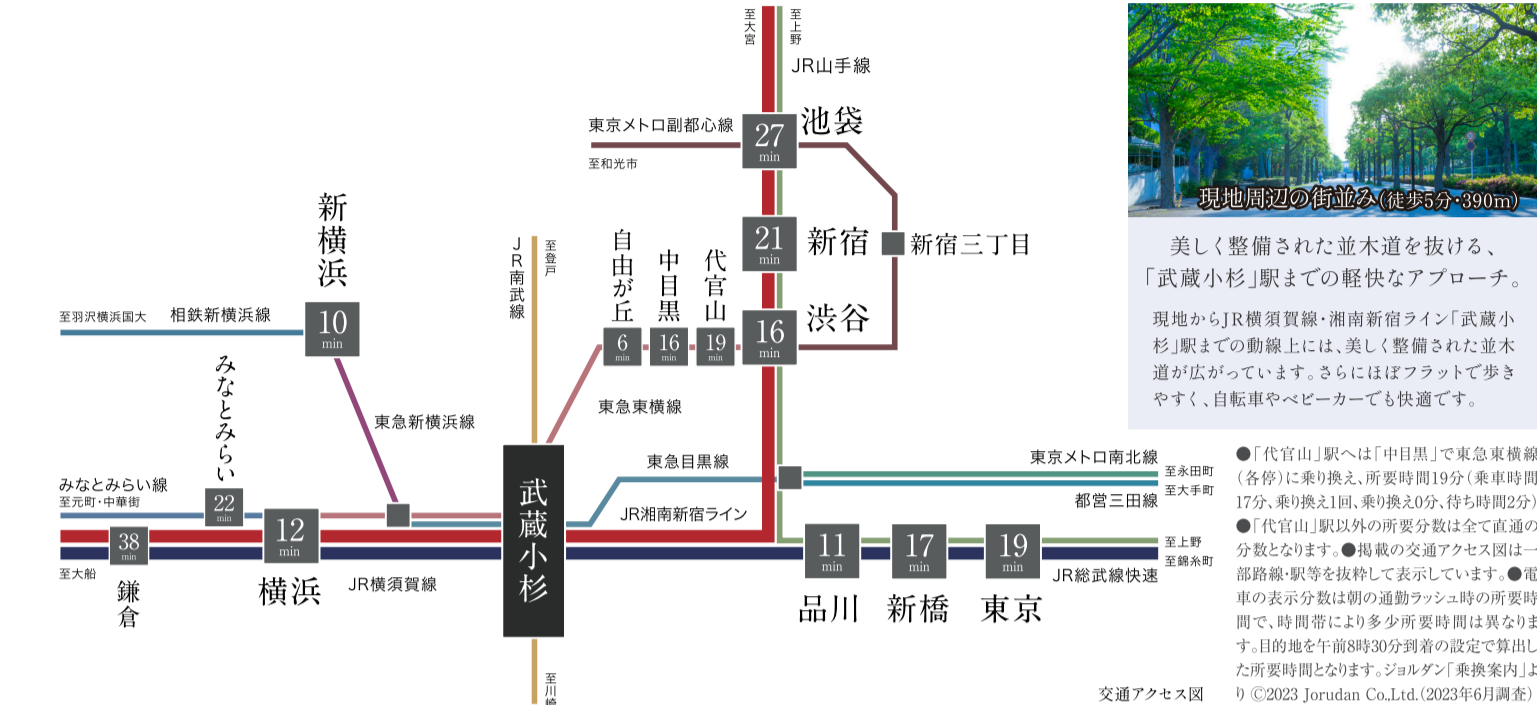 至大宮
至上野
JR山手線
東京メトロ副都心線
至和光市
27
min
池袋
21
min
新宿
新宿三丁目
16
min
渋谷
新横浜
至羽沢横浜国大
相鉄新横浜線
10
min
JR南武線
至登戸
自由が丘
6
min
中目黒
16
min
代官山
19
min
東急東横線
東急新横浜線
みなとみらい
22
min
みなとみらい線
至元町・中華街
38
min
鎌倉
至大船
12
min
横浜
JR横須賀線
武蔵小杉
東急目黒線
JR湘南新宿ライン
東京メトロ南北線
至永田町
至大手町
都営三田線
11
min
品川
17
min
新橋
19
min
東京
至上野
至錦糸町
JR総武線快速
至川崎
交通アクセス図
現地周辺の街並み(徒歩5分・390m)
美しく整備された並木道を抜ける、
「武蔵小杉」駅までの軽快なアプローチ。
現地からJR横須賀線・湘南新宿ライン「武蔵小
杉」駅までの動線上には、美しく整備された並木
道が広がっています。さらにほぼフラットで歩き
やすく、自転車やベビーカーでも快適です。
●「代官山」駅へは「中目黒」で東急東横線
(各停)に乗り換え、所要時間19分(乗車時間
17分、乗り換え1回、乗り換え0分、待ち時間2分)
●「代官山」駅以外の所要分数は全て直通の
分数となります。●掲載の交通アクセス図は一
部路線・駅等を抜粋して表示しています。●電
車の表示分数は朝の通勤ラッシュ時の所要時
間で、時間帯により多少所要時間は異なりま
す。目的地を午前8時30分到着の設定で算出し
た所要時間となります。ジョルダン「乗換案内」よ
り ©2023 Jorudan Co.,Ltd.(2023年6月調査)